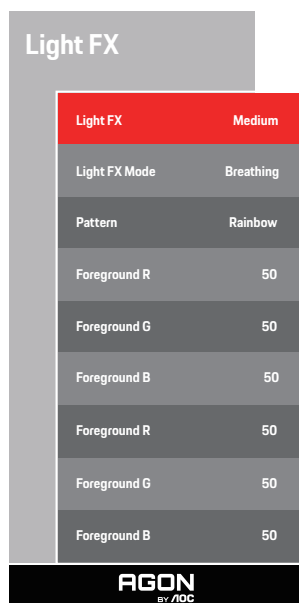 Light FX
Light FX Medium
Light FX Mode Breathing
Pattern Rainbow
Foreground R 50
Foreground G 50
Foreground B 50
Foreground R 50
Foreground G 50
Foreground B 50
AGON
BY AOC